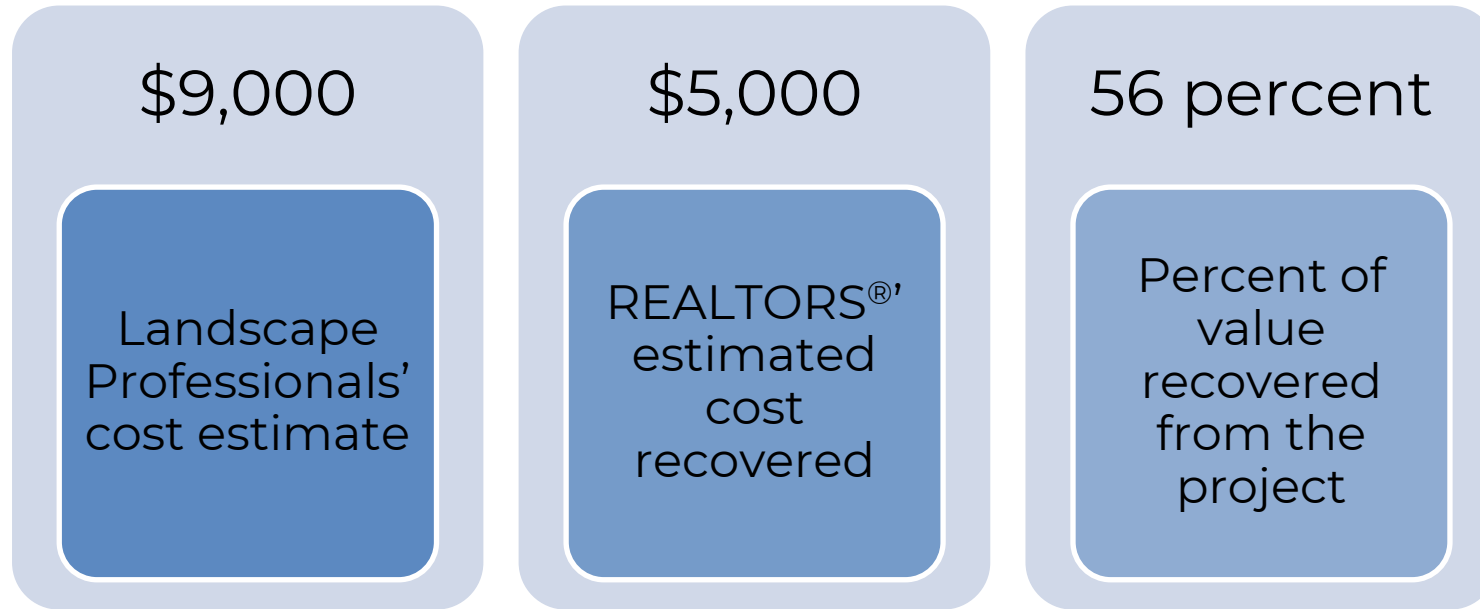 $9,000
Landscape
Professionals’
cost estimate
$5,000
REALTORS®’
estimated
cost
recovered
56 percent
Percent of
value
recovered
from the
project